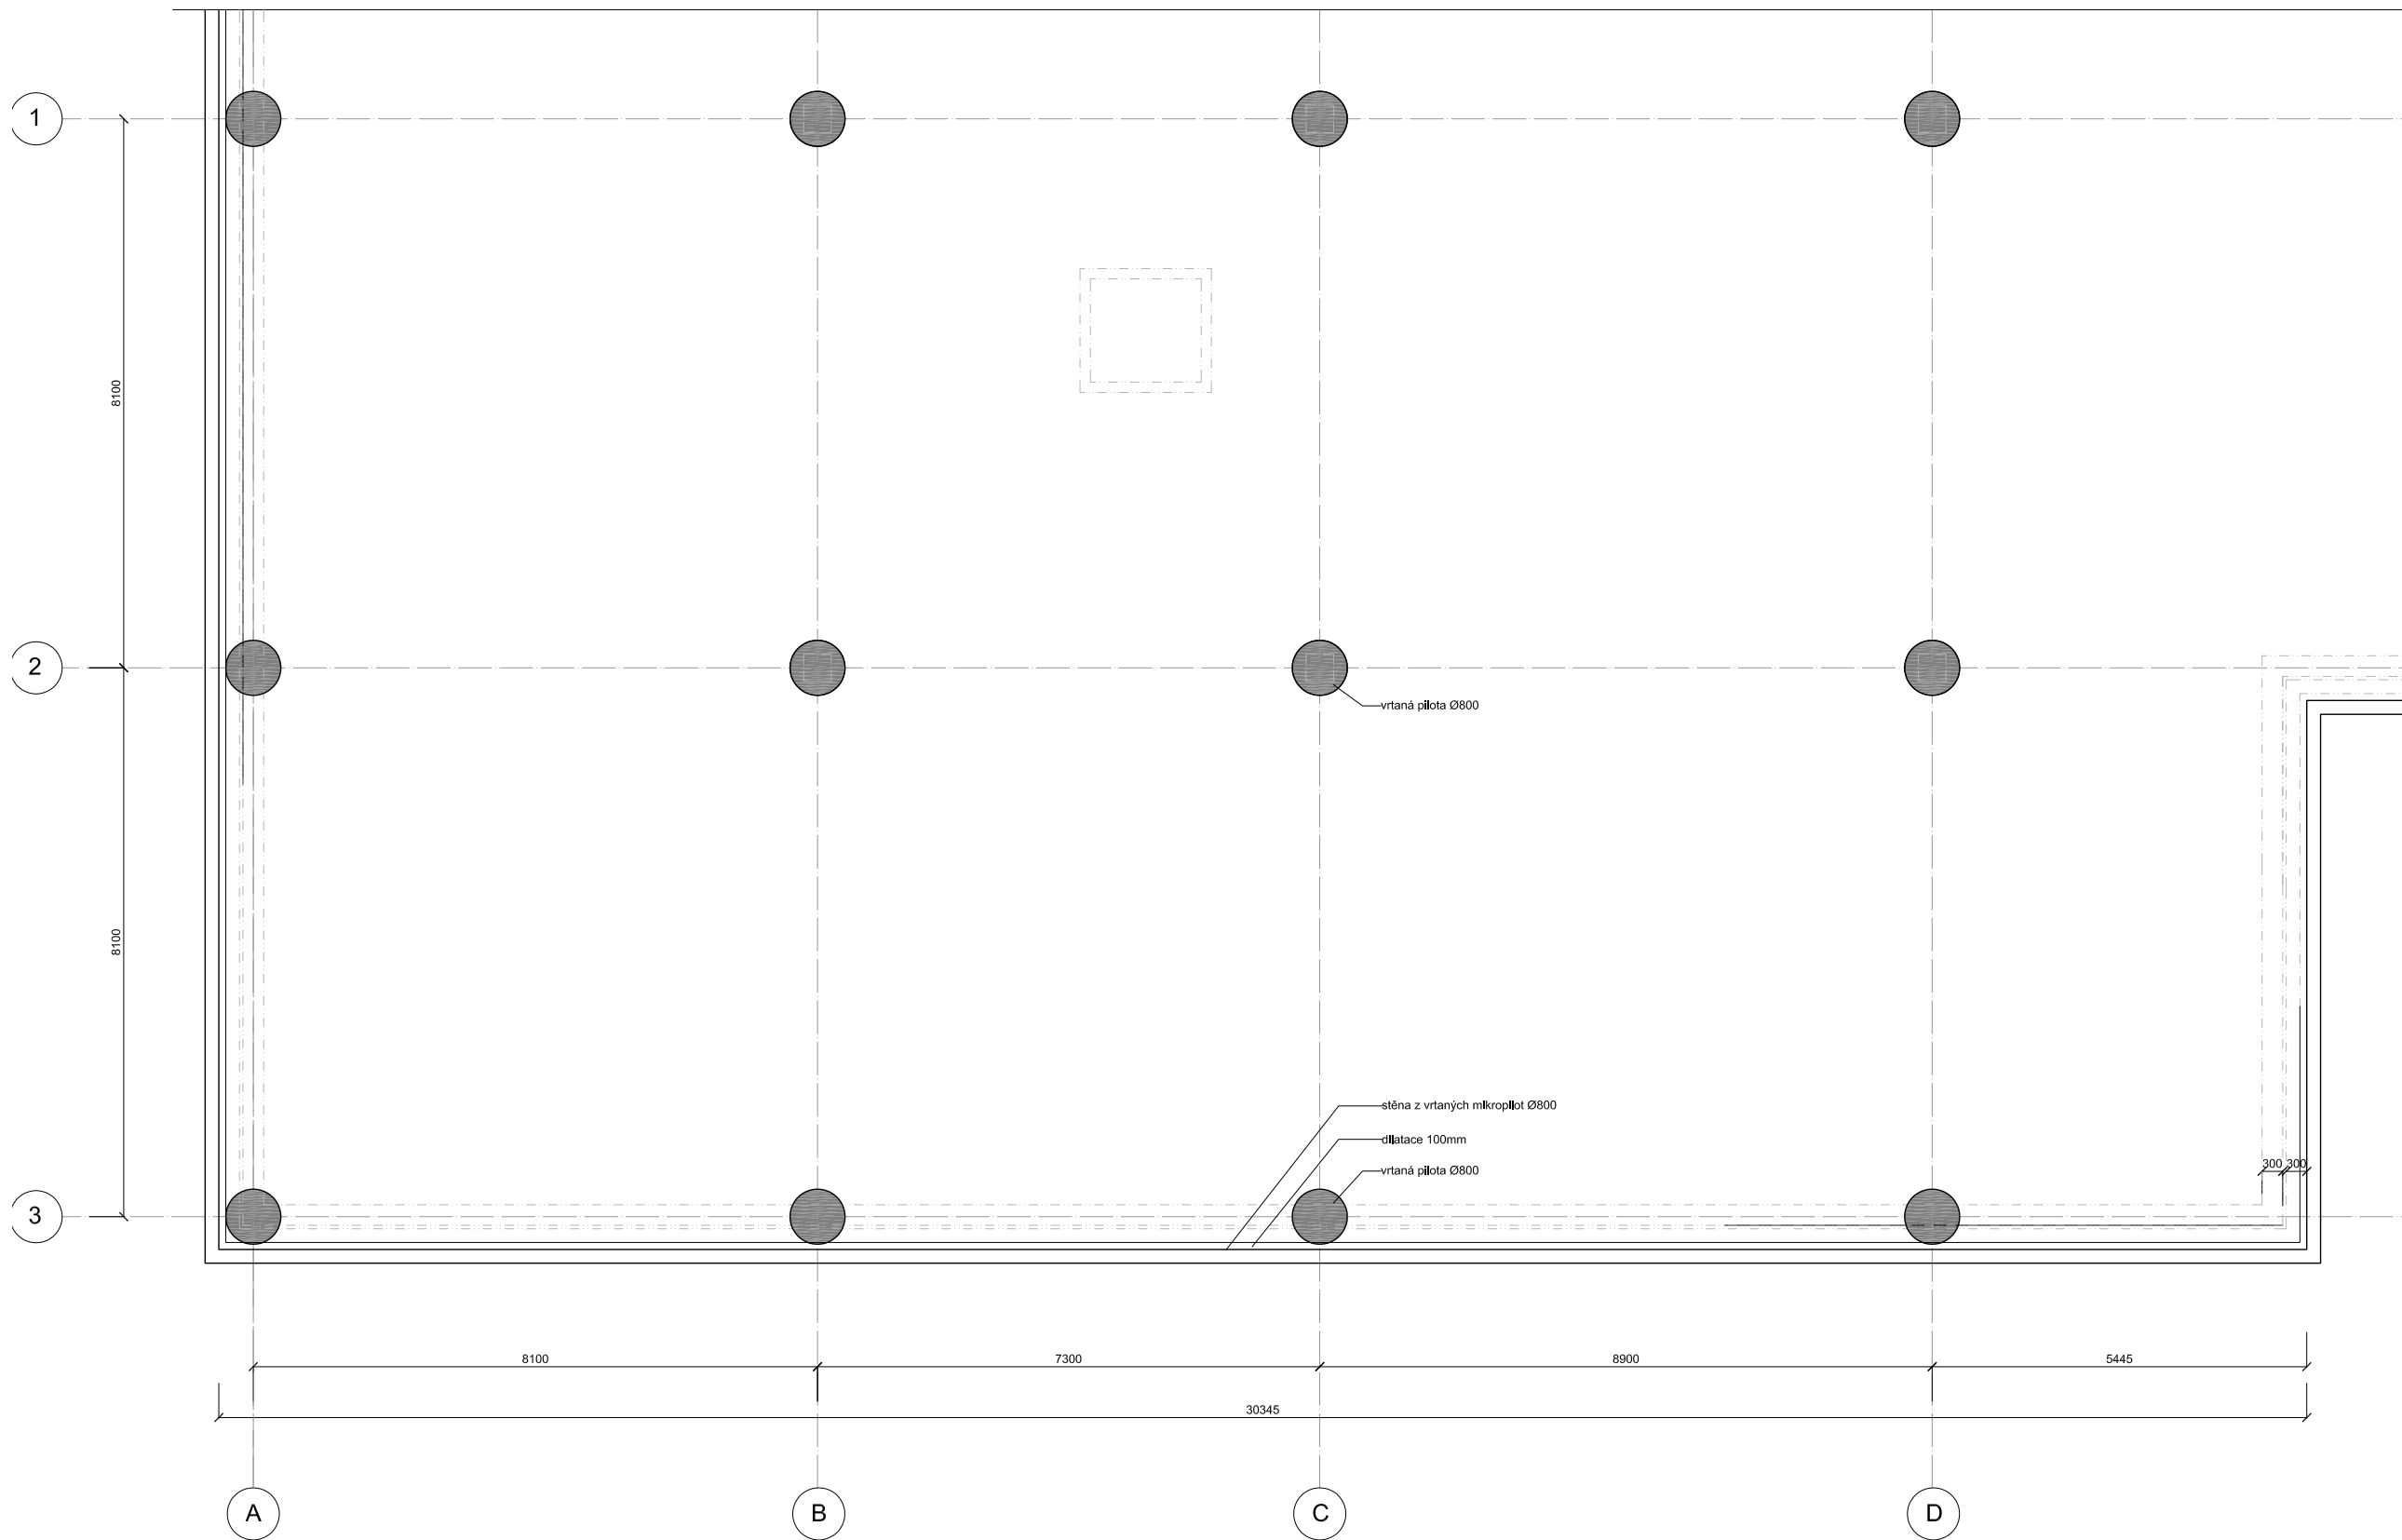 1
8100
2
vrtaná pilota Ø800
8100
stěna z vrtaných mikropilot Ø800
dilatace 100mm
300 300
vrtaná pilota Ø800
3
8100 7300 8900 5445
30345
A B C D